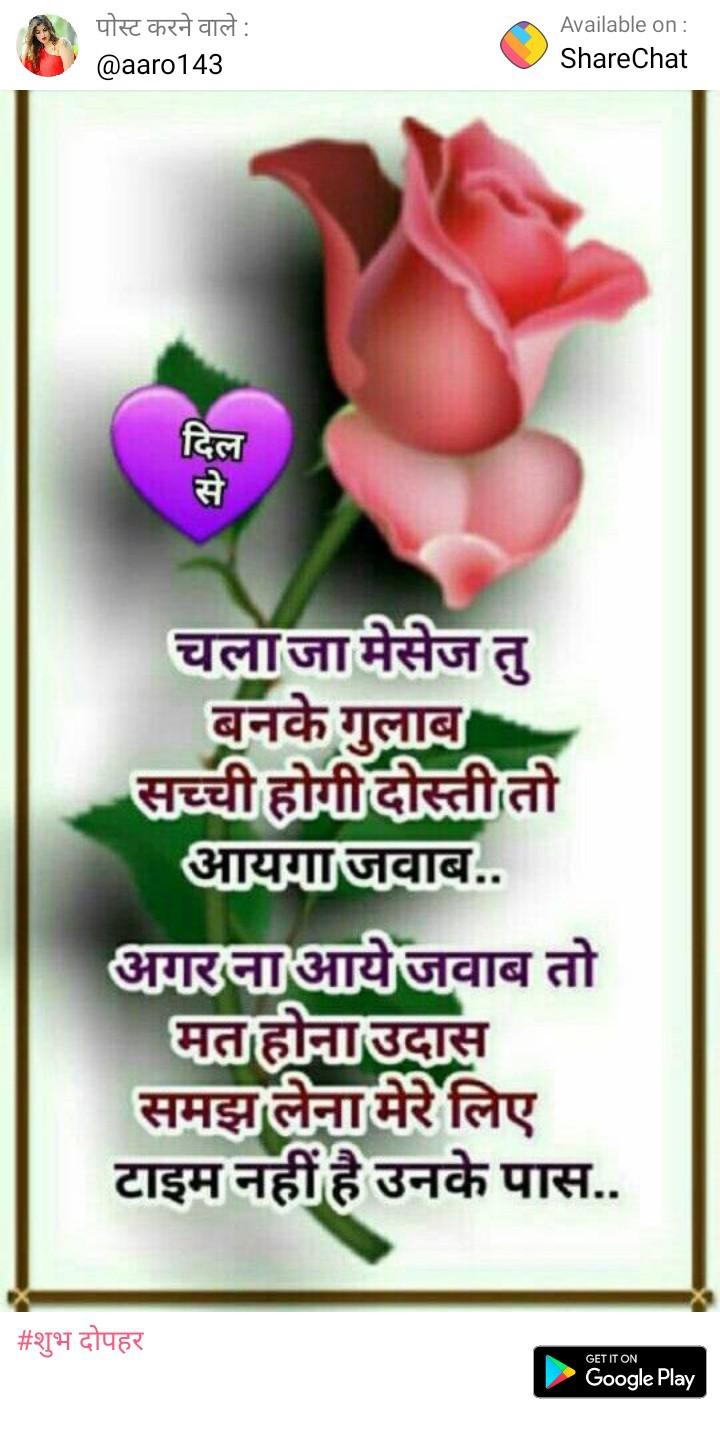 पोस्ट करने वाले :
@aaro143
Available on :
ShareChat
दिल
से
चला जा मेसेज तु
बनके गुलाब
सच्ची होगी दोस्ती तो
आयगा जवाब..
अगर ना आये जवाब तो
मत होना उदास
समझ लेना मेरे लिए
टाइम नहीं है उनके पास..
#शुभ दोपहर
GET IT ON
Google Play